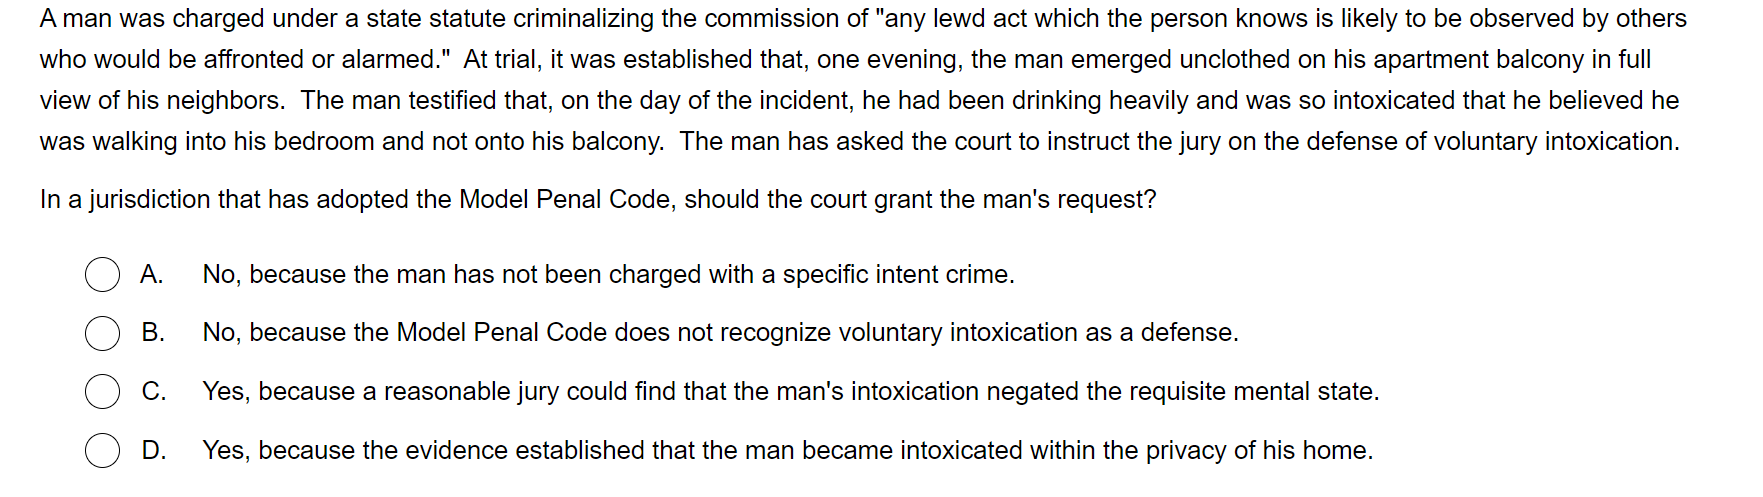 A man was charged under a state statute criminalizing the commission of "any lewd act which the person knows is likely to be observed by others
who would be affronted or alarmed."  At trial, it was established that, one evening, the man emerged unclothed on his apartment balcony in full
view of his neighbors.  The man testified that, on the day of the incident, he had been drinking heavily and was so intoxicated that he believed he
was walking into his bedroom and not onto his balcony.  The man has asked the court to instruct the jury on the defense of voluntary intoxication.
In a jurisdiction that has adopted the Model Penal Code, should the court grant the man's request?
A. No, because the man has not been charged with a specific intent crime.
B. No, because the Model Penal Code does not recognize voluntary intoxication as a defense.
C. Yes, because a reasonable jury could find that the man's intoxication negated the requisite mental state.
D. Yes, because the evidence established that the man became intoxicated within the privacy of his home.